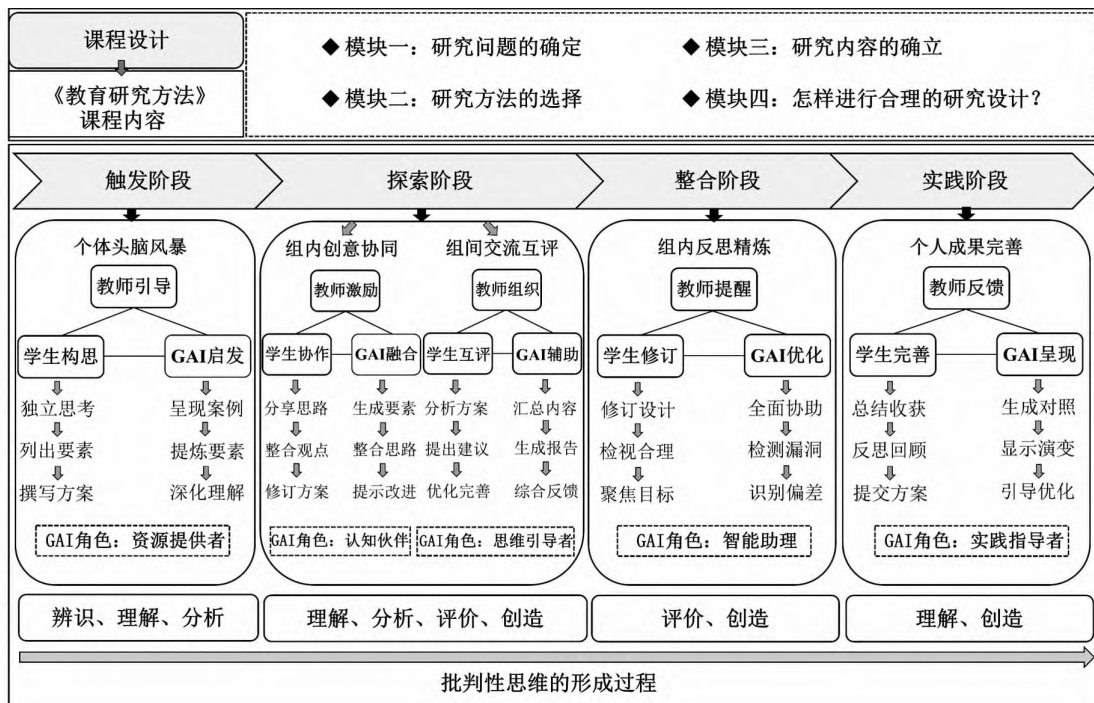 课程设计
《教育研究方法》
课程内容
◆ 模块一：研究问题的确定
◆ 模块三：研究内容的确立
◆ 模块二：研究方法的选择
◆ 模块四：怎样进行合理的研究设计？
触发阶段
探索阶段
整合阶段
实践阶段
个体头脑风暴
教师引导
学生构思
GAI启发
独立思考
呈现案例
列出要素
提炼要素
撰写方案
深化理解
GAI角色：资源提供者
组内创意协同
组间交流互评
教师激励
教师组织
学生协作
GAI融合
学生互评
GAI辅助
分享思路
生成要素
分析方案
汇总内容
整合观点
整合思路
提出建议
生成报告
修订方案
提示改进
优化完善
综合反馈
GAI角色：认知伙伴
GAI角色：思维引导者
组内反思精炼
教师提醒
学生修订
GAI优化
修订设计
全面协助
检视合理
检测漏洞
聚焦目标
识别偏差
GAI角色：智能助理
个人成果完善
教师反馈
学生完善
GAI呈现
总结收获
生成对照
反思回顾
显示演变
提交方案
引导优化
GAI角色：实践指导者
辨识、理解、分析
理解、分析、评价、创造
评价、创造
理解、创造
批判性思维的形成过程